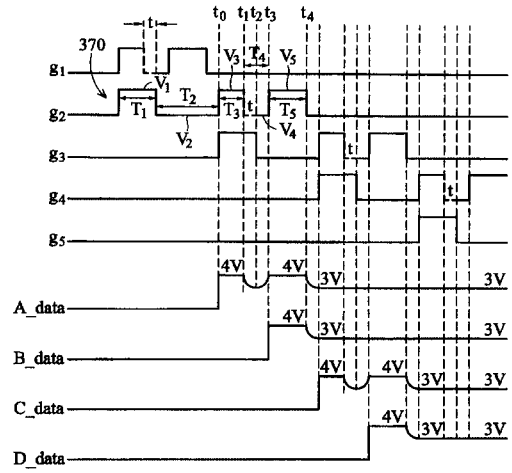 t t₀ t₁ t₂ t₃ t₄
g₁
370 V₁ T₂ V₃ T₄ V₅
g₂ T₁ V₂ T₃ t V₄ T₅
g₃ t
g₄ t
g₅
4V 4V 3V 3V
A_data
4V 3V 3V
B_data
4V 4V 3V 3V
C_data
4V 3V 3V
D_data